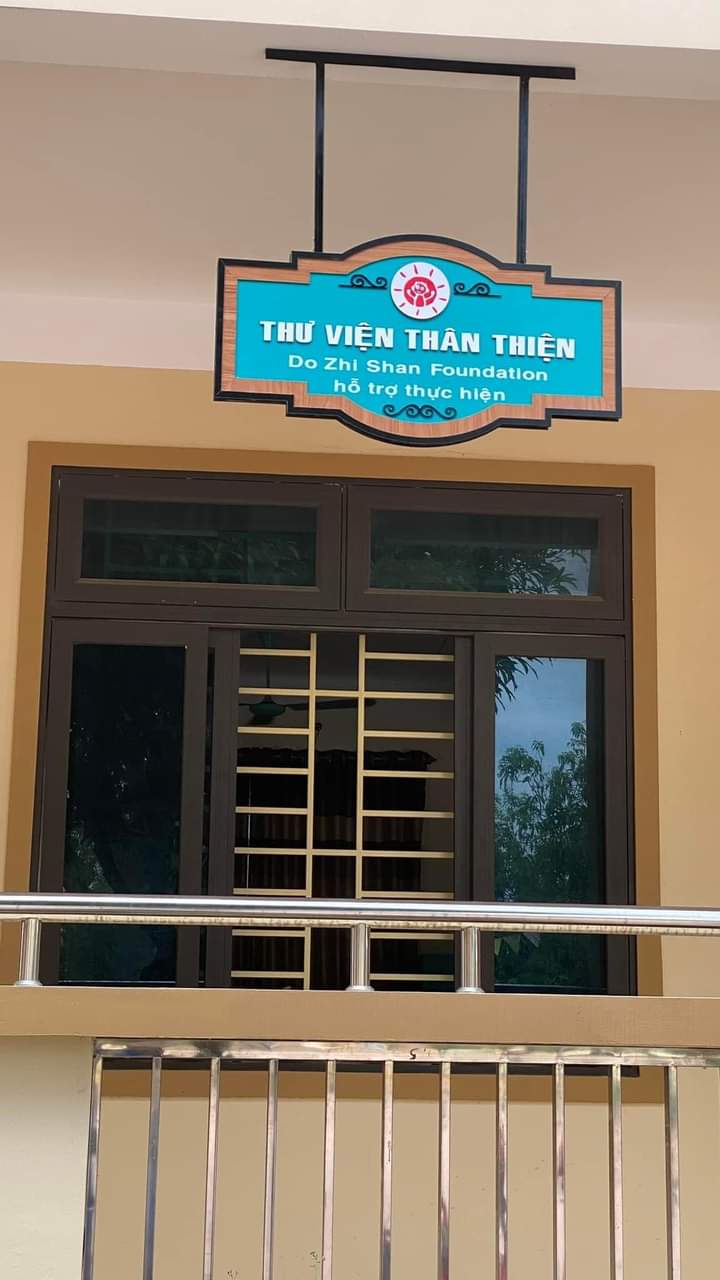 THƯ VIỆN THÂN THIỆN
Do Zhi Shan Foundation
hỗ trợ thực hiện